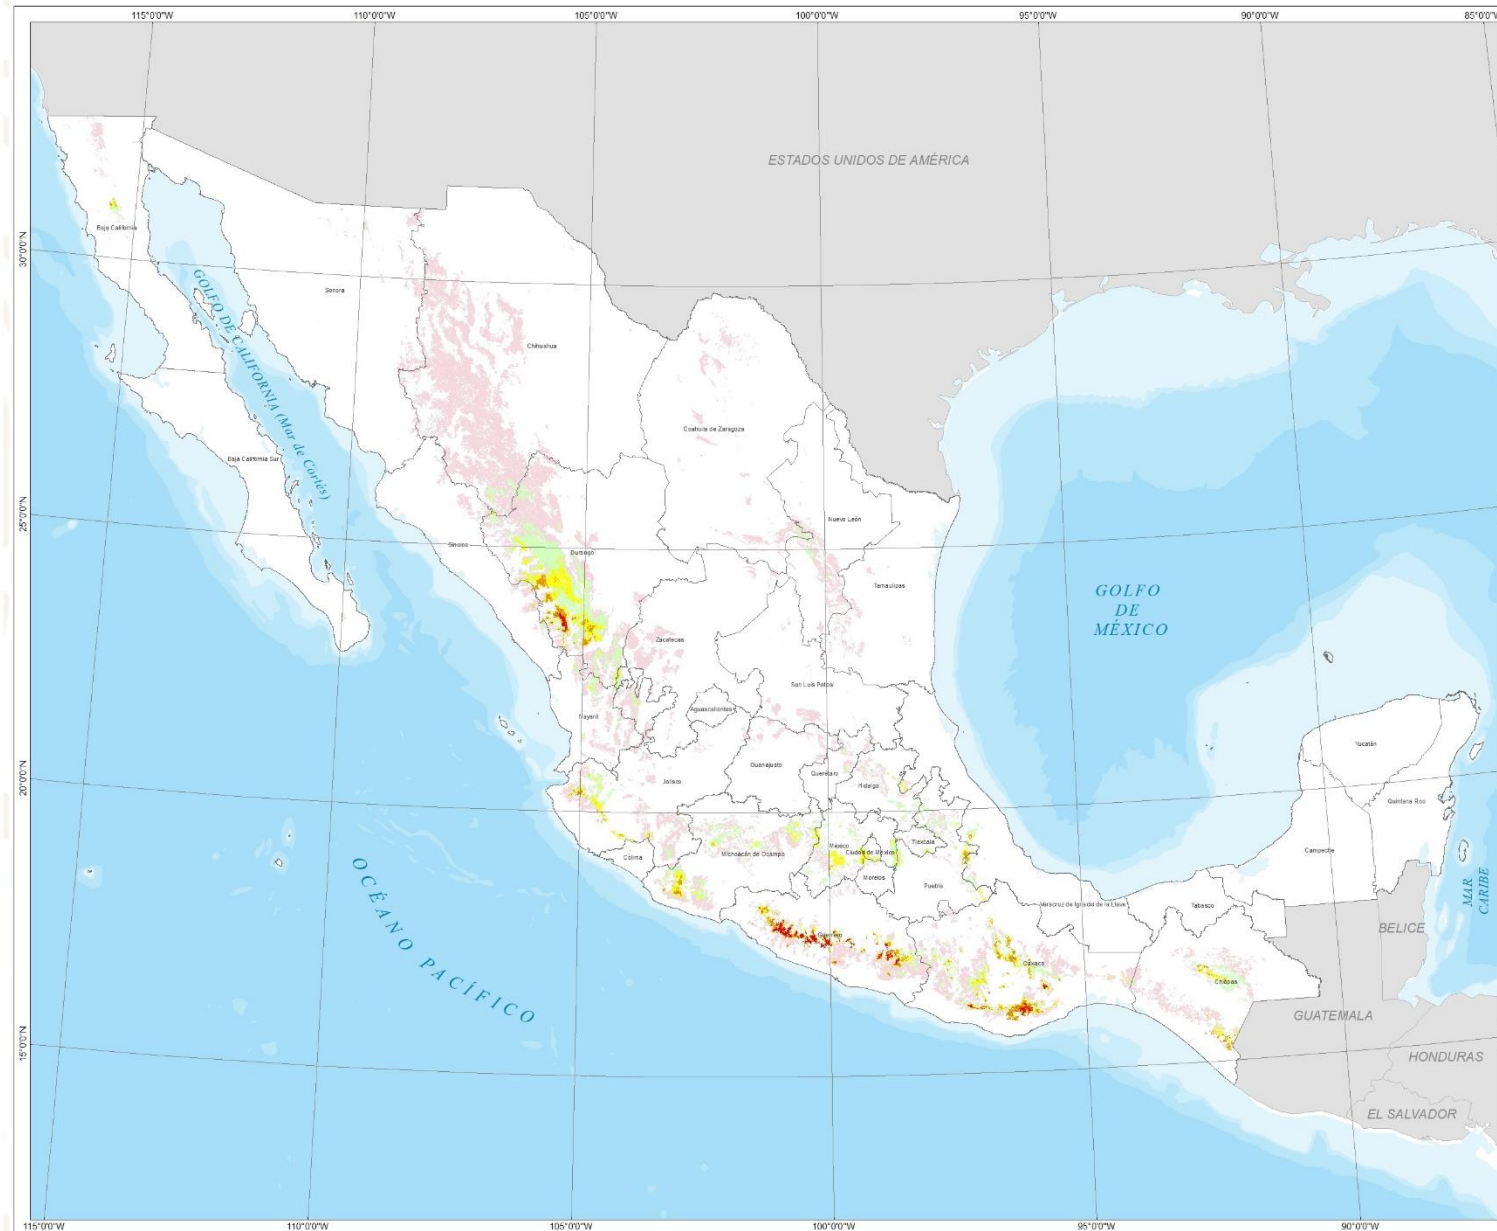 115°0'0"W 110°0'0"W 105°0'0"W 100°0'0"W 95°0'0"W 90°0'0"W 85°0'0"W
ESTADOS UNIDOS DE AMÉRICA
Baja California
30°0'0"N
Sonora
GOLFO DE CALIFORNIA (Mar de Cortés)
Chihuahua
Coahuila de Zaragoza
Baja California Sur
25°0'0"N
Nuevo León
Sinaloa
Durango
Tamaulipas
GOLFO
DE
MÉXICO
Zacatecas
San Luis Potosí
Aguascalientes
Nayarit
Yucatán
Guanajuato
Querétaro
Jalisco
Hidalgo
20°0'0"N
Quintana Roo
México
Tlaxcala
Ciudad de México
Michoacán de Ocampo
Colima
Campeche
Morelos
Puebla
MAR
CARIBE
Veracruz de Ignacio de la Llave
Tabasco
BELICE
Guerrero
Oaxaca
Chiapas
OCÉANO PACÍFICO
GUATEMALA
15°0'0"N
HONDURAS
EL SALVADOR
115°0'0"W 110°0'0"W 105°0'0"W 100°0'0"W 95°0'0"W 90°0'0"W